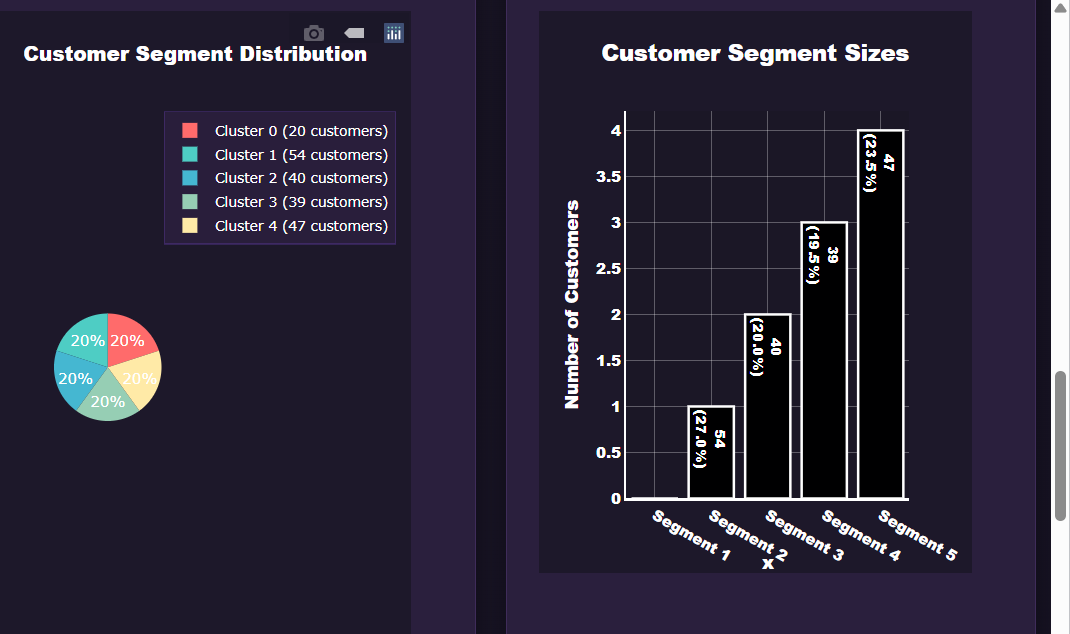 Customer Segment Distribution
Cluster 0 (20 customers)
Cluster 1 (54 customers)
Cluster 2 (40 customers)
Cluster 3 (39 customers)
Cluster 4 (47 customers)
20%
20%
20%
20%
20%
Customer Segment Sizes
Number of Customers
4
3.5
3
2.5
2
1.5
1
0.5
0
54
(27.0%)
40
(20.0%)
39
(19.5%)
47
(23.5%)
Segment 1
Segment 2
Segment 3
Segment 4
Segment 5
x